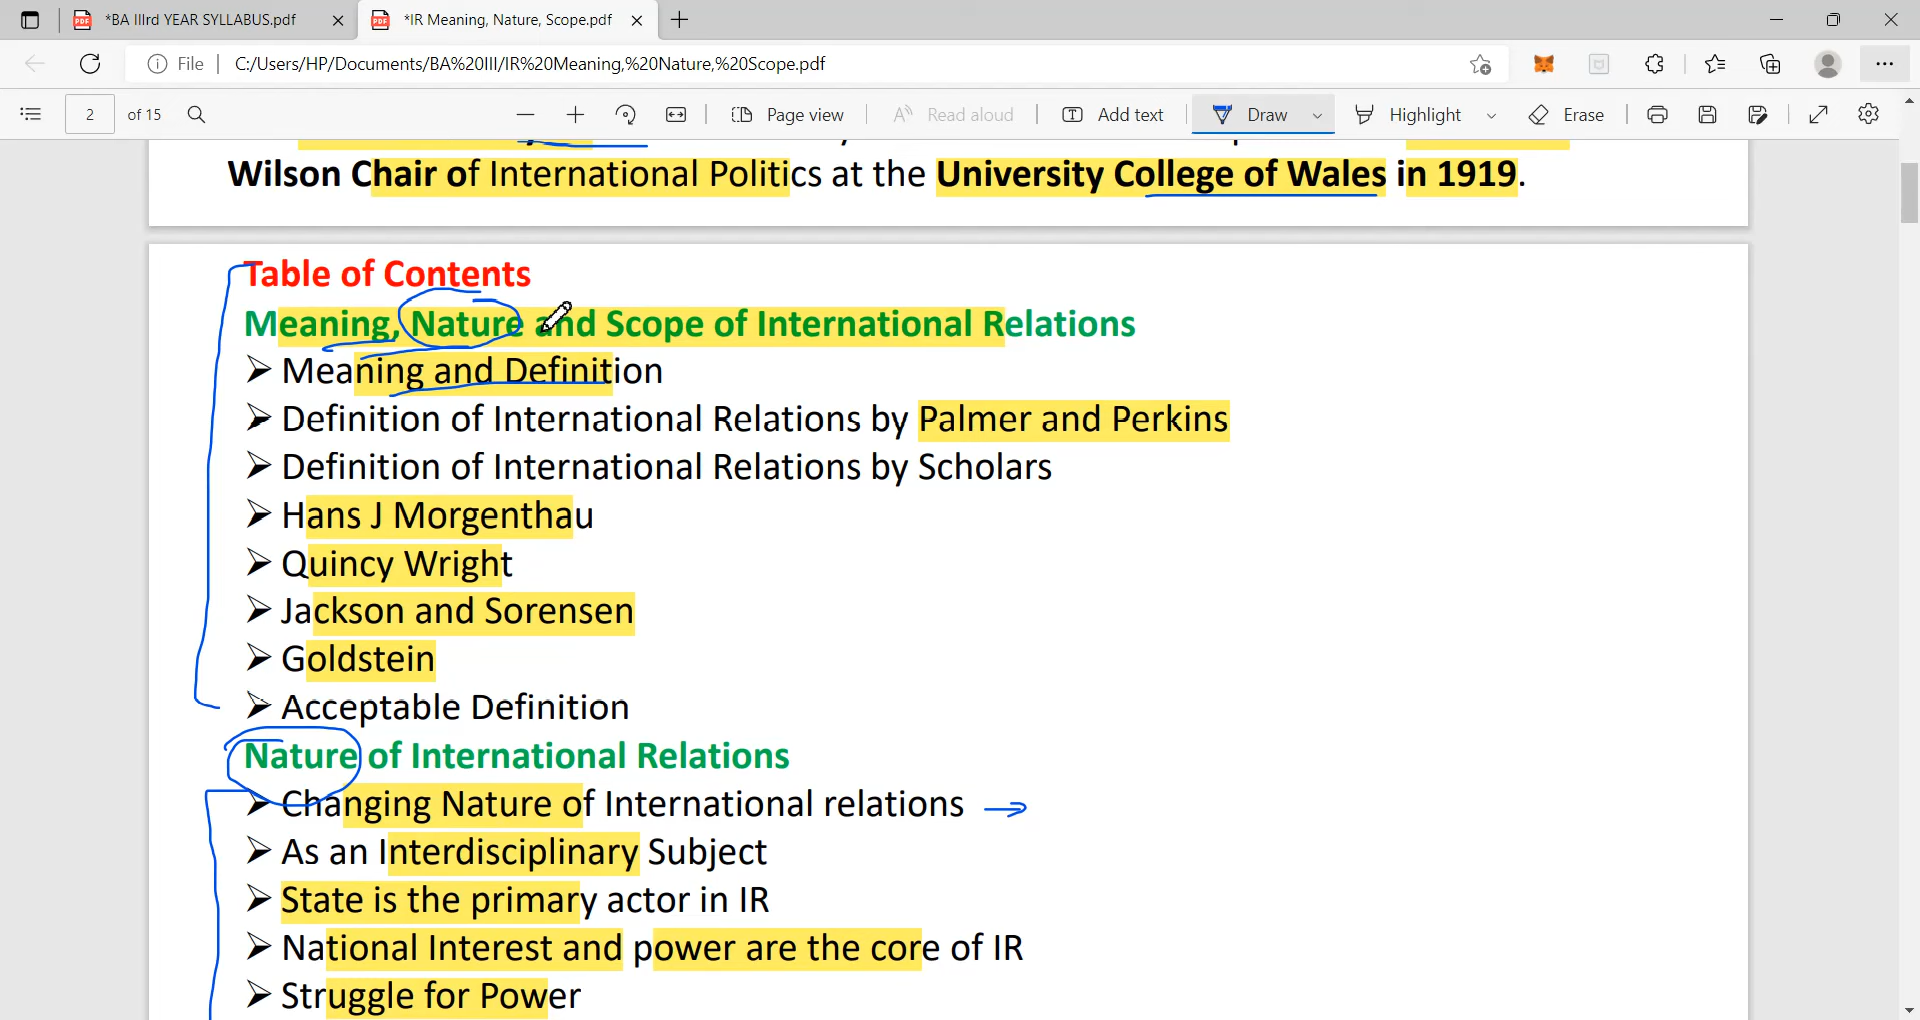 *BA IIIrd YEAR SYLLABUS.pdf
*IR Meaning, Nature, Scope.pdf
File
C:/Users/HP/Documents/BA%20III/IR%20Meaning,%20Nature,%20Scope.pdf
2 of 15
Page view
Read aloud
Add text
Draw
Highlight
Erase
Wilson Chair of International Politics at the University College of Wales in 1919.
Table of Contents
Meaning, Nature and Scope of International Relations
➢ Meaning and Definition
➢ Definition of International Relations by Palmer and Perkins
➢ Definition of International Relations by Scholars
➢ Hans J Morgenthau
➢ Quincy Wright
➢ Jackson and Sorensen
➢ Goldstein
➢ Acceptable Definition
Nature of International Relations
➢ Changing Nature of International relations
➢ As an Interdisciplinary Subject
➢ State is the primary actor in IR
➢ National Interest and power are the core of IR
➢ Struggle for Power